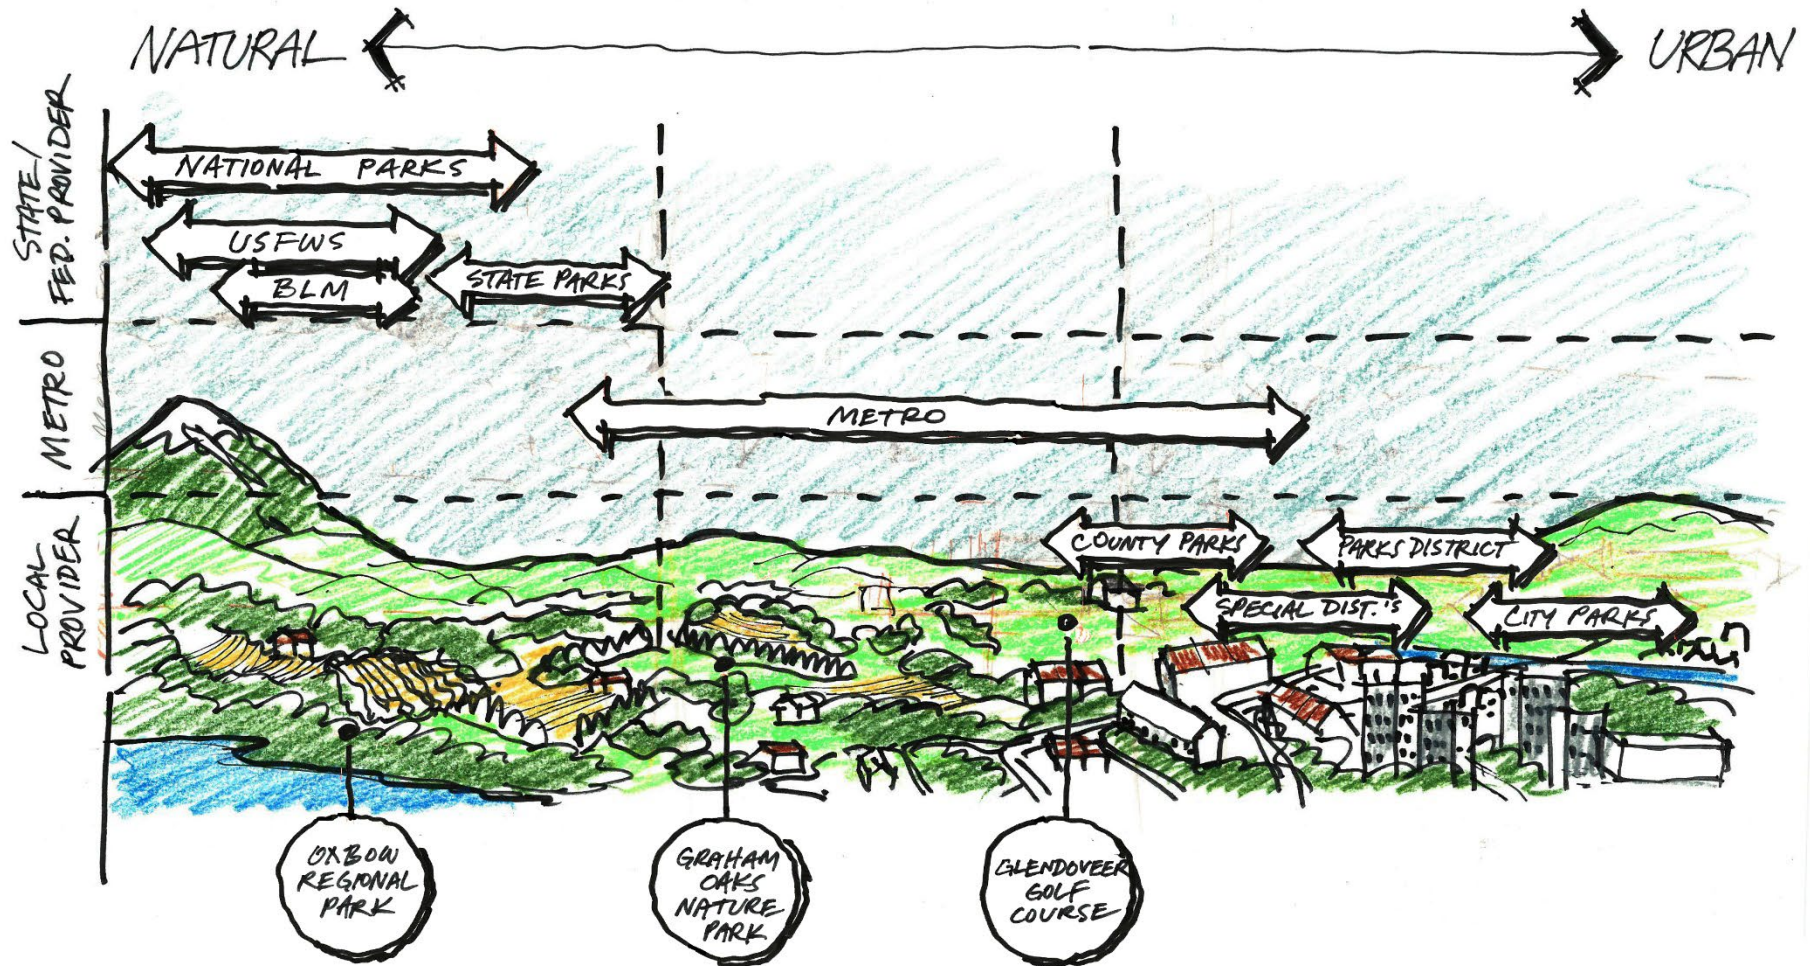 NATURAL
URBAN
STATE/
FED. PROVIDER
NATIONAL PARKS
USFWS
BLM
STATE PARKS
METRO
METRO
LOCAL
PROVIDER
COUNTY PARKS
PARKS DISTRICT
SPECIAL DIST.'S
CITY PARKS
OXBOW
REGIONAL
PARK
GRAHAM
OAKS
NATURE
PARK
GLENDOVEER
GOLF
COURSE